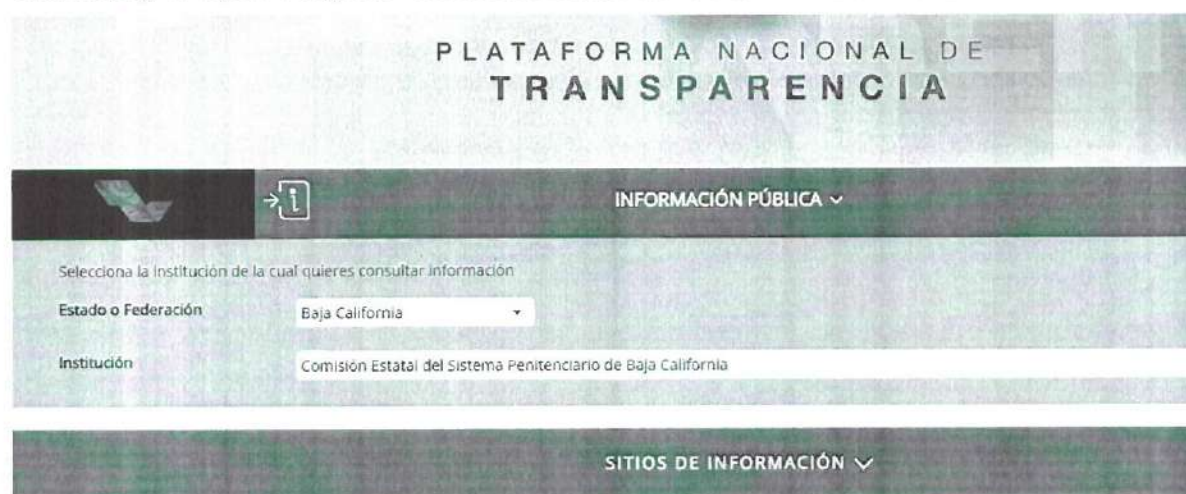 PLATAFORMA NACIONAL DE
TRANSPARENCIA
INFORMACIÓN PÚBLICA
Selecciona la institución de la cual quieres consultar información
Estado o Federación
Baja California
Institución
Comisión Estatal del Sistema Penitenciario de Baja California
SITIOS DE INFORMACIÓN